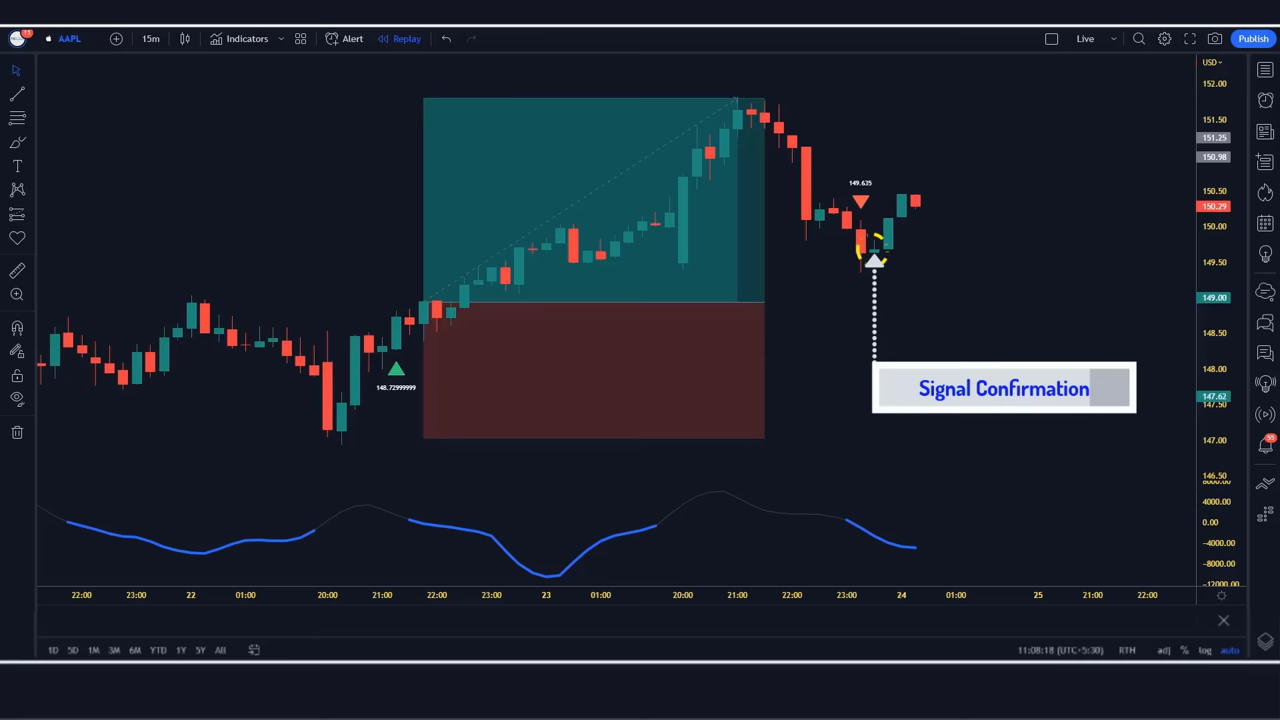 11
AAPL
15m
Indicators
Alert
Replay
Live
Publish
USD
152.00
151.50
151.25
150.98
150.50
150.29
150.00
149.50
149.00
148.50
148.00
147.62
147.50
147.00
146.50
8000.00
4000.00
0.00
−4000.00
−8000.00
−12000.00
149.635
148.7299999
Signal Confirmation
55
22:00 23:00 22 01:00 20:00 21:00 22:00 23:00 23 01:00 20:00 21:00 22:00 23:00 24 01:00 25 21:00 22:00
1D 5D 1M 3M 6M YTD 1Y 5Y All
11:08:18 (UTC+5:30) RTH adj % log auto